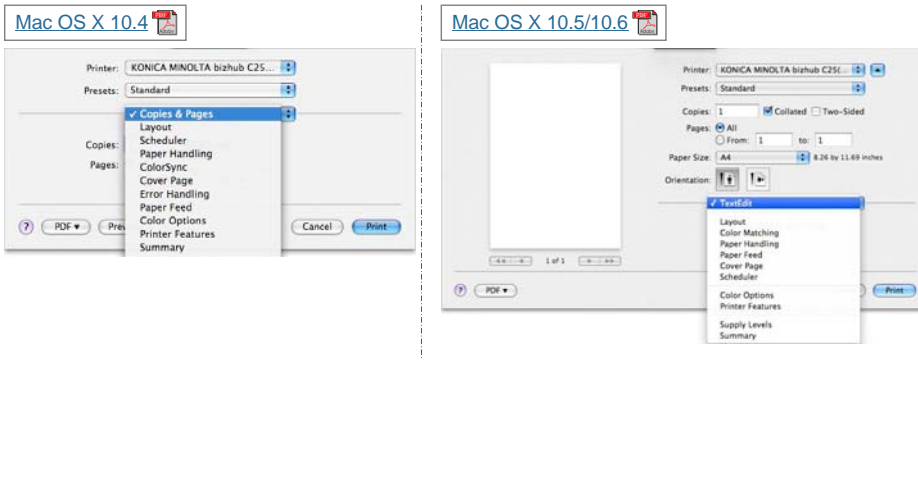 Mac OS X 10.4
Printer: KONICA MINOLTA bizhub C25...
Presets: Standard
✓ Copies & Pages
Layout
Scheduler
Copies:
Paper Handling
Pages:
ColorSync
Cover Page
Error Handling
Paper Feed
Color Options
Printer Features
Summary
? PDF▼ Prev Cancel Print
Mac OS X 10.5/10.6
Printer: KONICA MINOLTA bizhub C25(...
Presets: Standard
Copies: 1 Collated Two-Sided
Pages: All
From: 1 to: 1
Paper Size: A4 8.26 by 11.69 inches
Orientation:
✓ TextEdit
Layout
Color Matching
Paper Handling
Paper Feed
Cover Page
Scheduler
1 of 1
? PDF▼ Print
Color Options
Printer Features
Supply Levels
Summary